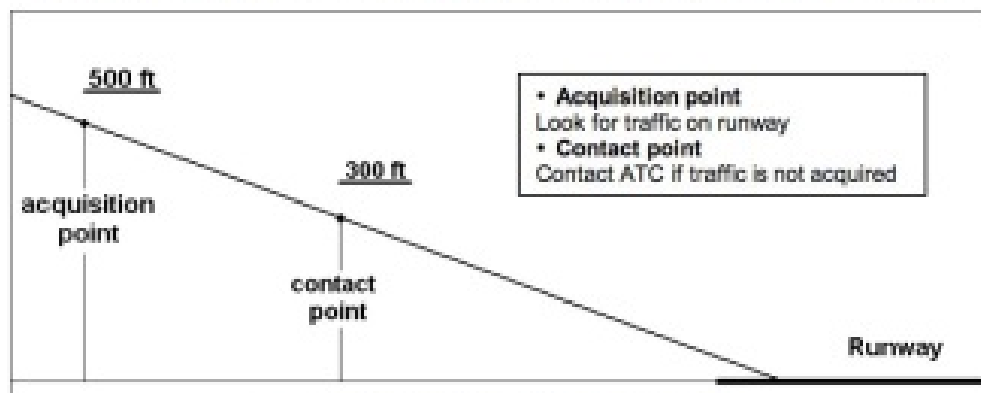 500 ft
• Acquisition point
Look for traffic on runway
• Contact point
Contact ATC if traffic is not acquired
300 ft
acquisition
point
contact
point
Runway